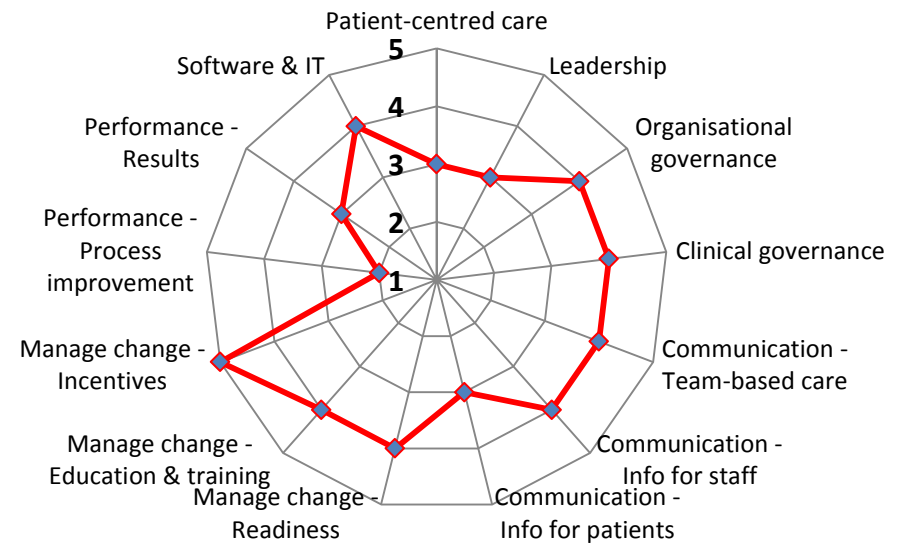 Patient-centred care
Leadership
Organisational
governance
Clinical governance
Communication -
Team-based care
Communication -
Info for staff
Communication -
Info for patients
Manage change -
Readiness
Manage change -
Education & training
Manage change -
Incentives
Performance -
Process
improvement
Performance -
Results
Software & IT
5
4
3
2
1